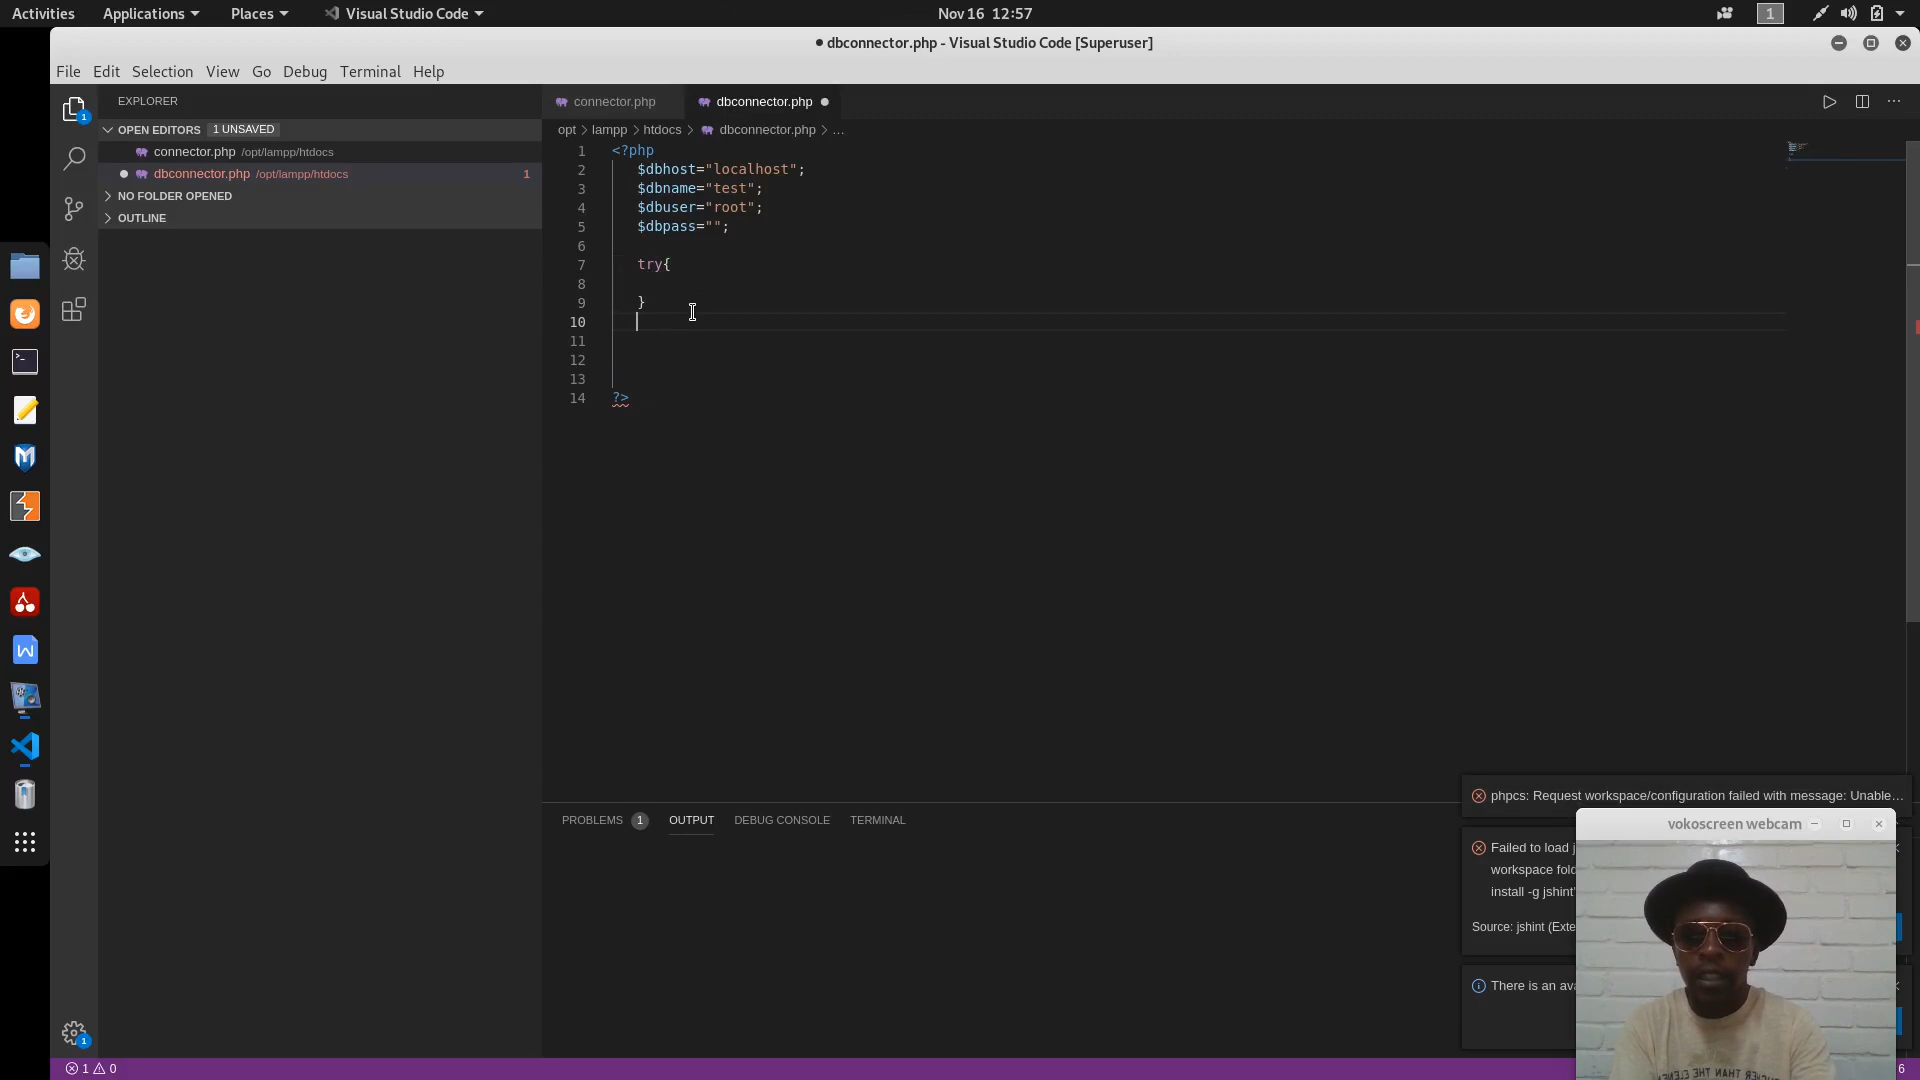 Activities Applications Places Visual Studio Code Nov 16 12:57 1
● dbconnector.php - Visual Studio Code [Superuser]
File Edit Selection View Go Debug Terminal Help
EXPLORER
OPEN EDITORS 1 UNSAVED
connector.php /opt/lampp/htdocs
dbconnector.php /opt/lampp/htdocs 1
NO FOLDER OPENED
OUTLINE
1
1
connector.php dbconnector.php
opt > lampp > htdocs > dbconnector.php > ...
1 <?php
2 $dbhost="localhost";
3 $dbname="test";
4 $dbuser="root";
5 $dbpass="";
6
7 try{
8
9 }
10
11
12
13
14 ?>
PROBLEMS 1 OUTPUT DEBUG CONSOLE TERMINAL
phpcs: Request workspace/configuration failed with message: Unable...
Failed to load j
workspace fold
install -g jshint'
Source: jshint (Exte
There is an ava
vokoscreen webcam
1 0
6